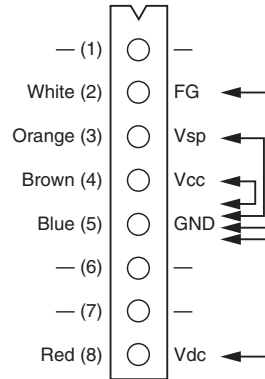 — (1) —
White (2) FG
Orange (3) Vsp
Brown (4) Vcc
Blue (5) GND
— (6) —
— (7) —
Red (8) Vdc